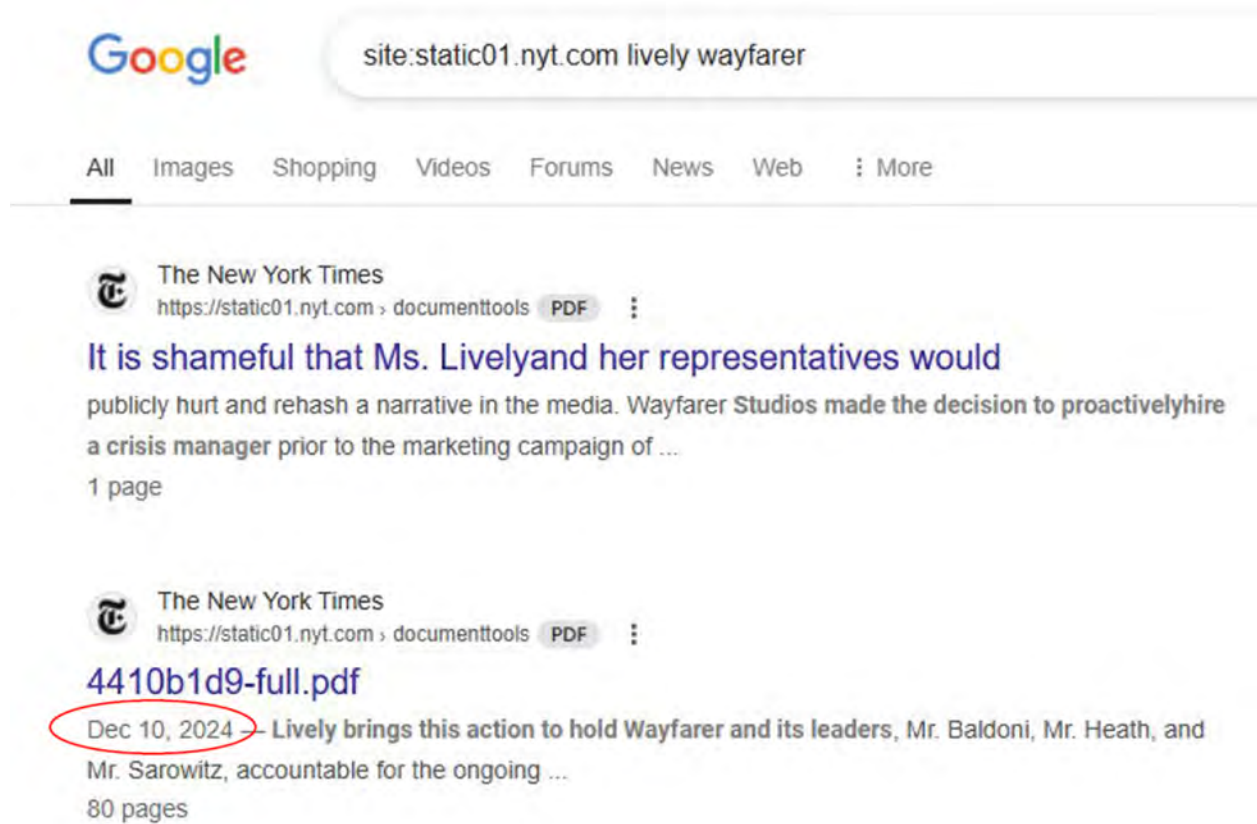 Google
site:static01.nyt.com lively wayfarer
All Images Shopping Videos Forums News Web ⋮ More
The New York Times
https://static01.nyt.com › documenttools PDF ⋮
It is shameful that Ms. Livelyand her representatives would
publicly hurt and rehash a narrative in the media. Wayfarer Studios made the decision to proactivelyhire
a crisis manager prior to the marketing campaign of ...
1 page
The New York Times
https://static01.nyt.com › documenttools PDF ⋮
4410b1d9-full.pdf
Dec 10, 2024 — Lively brings this action to hold Wayfarer and its leaders, Mr. Baldoni, Mr. Heath, and
Mr. Sarowitz, accountable for the ongoing ...
80 pages